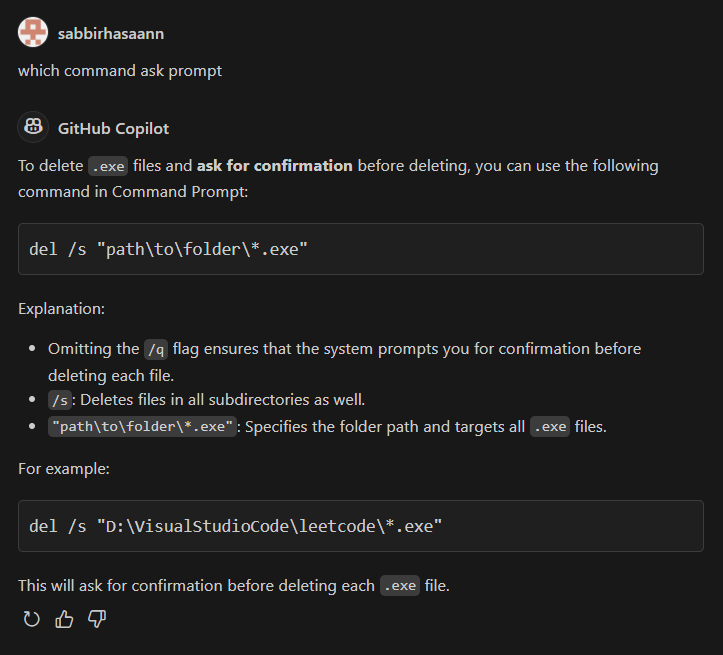 sabbirhasaann
which command ask prompt
GitHub Copilot
To delete .exe files and ask for confirmation before deleting, you can use the following
command in Command Prompt:
del /s "path\to\folder\*.exe"
Explanation:
• Omitting the /q flag ensures that the system prompts you for confirmation before
deleting each file.
• /s: Deletes files in all subdirectories as well.
• "path\to\folder\*.exe": Specifies the folder path and targets all .exe files.
For example:
del /s "D:\VisualStudioCode\leetcode\*.exe"
This will ask for confirmation before deleting each .exe file.